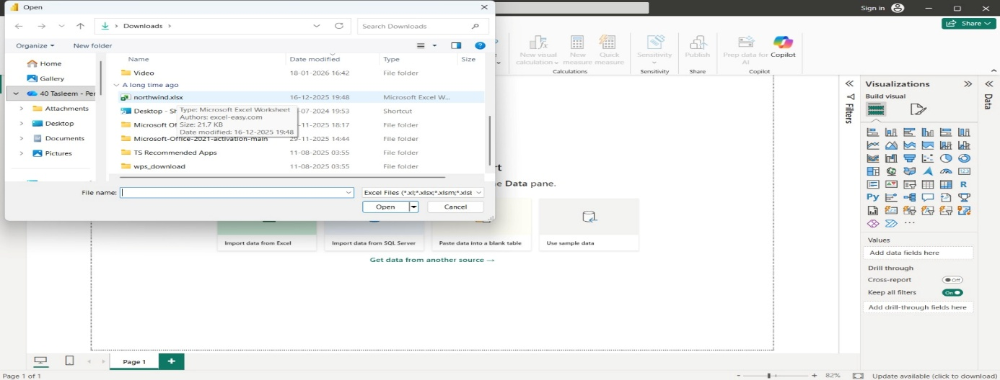 Open
Sign in
Share
Downloads
Search Downloads
Organize
New folder
Home
Gallery
40 Tasleem - Per
Attachments
Desktop
Documents
Pictures
Name Date modified Type Size
Video 18-01-2026 16:42 File folder
A long time ago
northwind.xlsx 16-12-2025 19:48 Microsoft Excel W...
Desktop - Sh -07-2024 19:53 Shortcut
Microsoft Of -11-2025 18:17 File folder
Microsoft-Office-2021-activation-main 29-11-2025 14:44 File folder
TS Recommended Apps 11-08-2025 03:55 File folder
wps_download 11-08-2025 03:55 File folder
Type: Microsoft Excel Worksheet
Authors: excel-easy.com
Size: 21.7 KB
Date modified: 16-12-2025 19:48
File name:
Excel Files (*.xl;*.xlsx;*.xlsm;*.xlsb
Open
Cancel
New visual
calculation
New
measure
Quick
measure
Calculations
Sensitivity
Sensitivity
Publish
Share
Prep data for
AI
Copilot
Copilot
Data pane.
Import data from Excel
Import data from SQL Server
Paste data into a blank table
Use sample data
Get data from another source →
Filters
Visualizations
Build visual
R
Py
123
...
Values
Add data fields here
Drill through
Cross-report
Off
Keep all filters
On
Add drill-through fields here
Data
Page 1
+
Page 1 of 1
- + 82%
Update available (click to download)